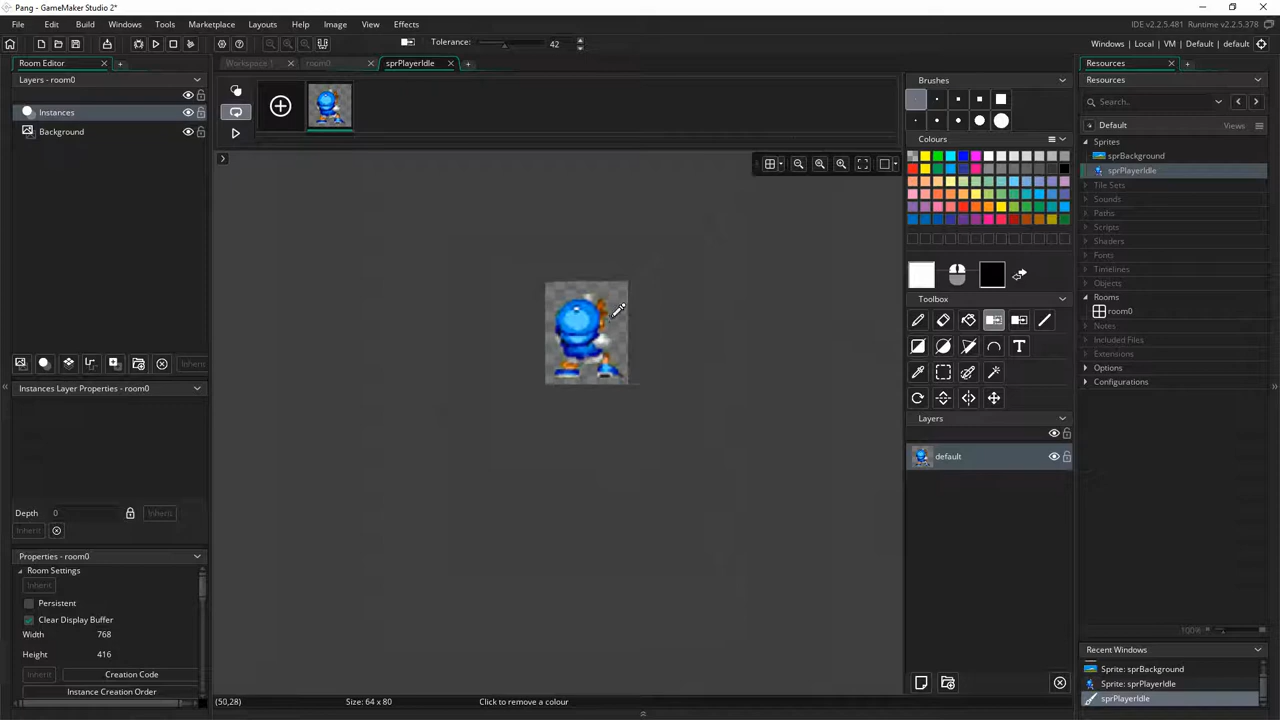 Pang - GameMaker Studio 2*
File Edit Build Windows Tools Marketplace Layouts Help Image View Effects
IDE v2.2.5.481 Runtime v2.2.5.378
Tolerance: 42
Windows | Local | VM | Default | default
Room Editor
Workspace 1 room0 sprPlayerIdle
Resources
Layers - room0
Instances
Background
Brushes
Colours
Toolbox
Layers
default
Resources
Search...
Default Views
Sprites
sprBackground
sprPlayerIdle
Tile Sets
Sounds
Paths
Scripts
Shaders
Fonts
Timelines
Objects
Rooms
room0
Notes
Included Files
Extensions
Options
Configurations
100%
Inherit
Instances Layer Properties - room0
Depth 0 Inherit
Inherit
Properties - room0
Room Settings
Inherit
Persistent
Clear Display Buffer
Width 768
Height 416
Inherit Creation Code
Instance Creation Order
(50,28) Size: 64 x 80 Click to remove a colour
Recent Windows
Sprite: sprBackground
Sprite: sprPlayerIdle
sprPlayerIdle